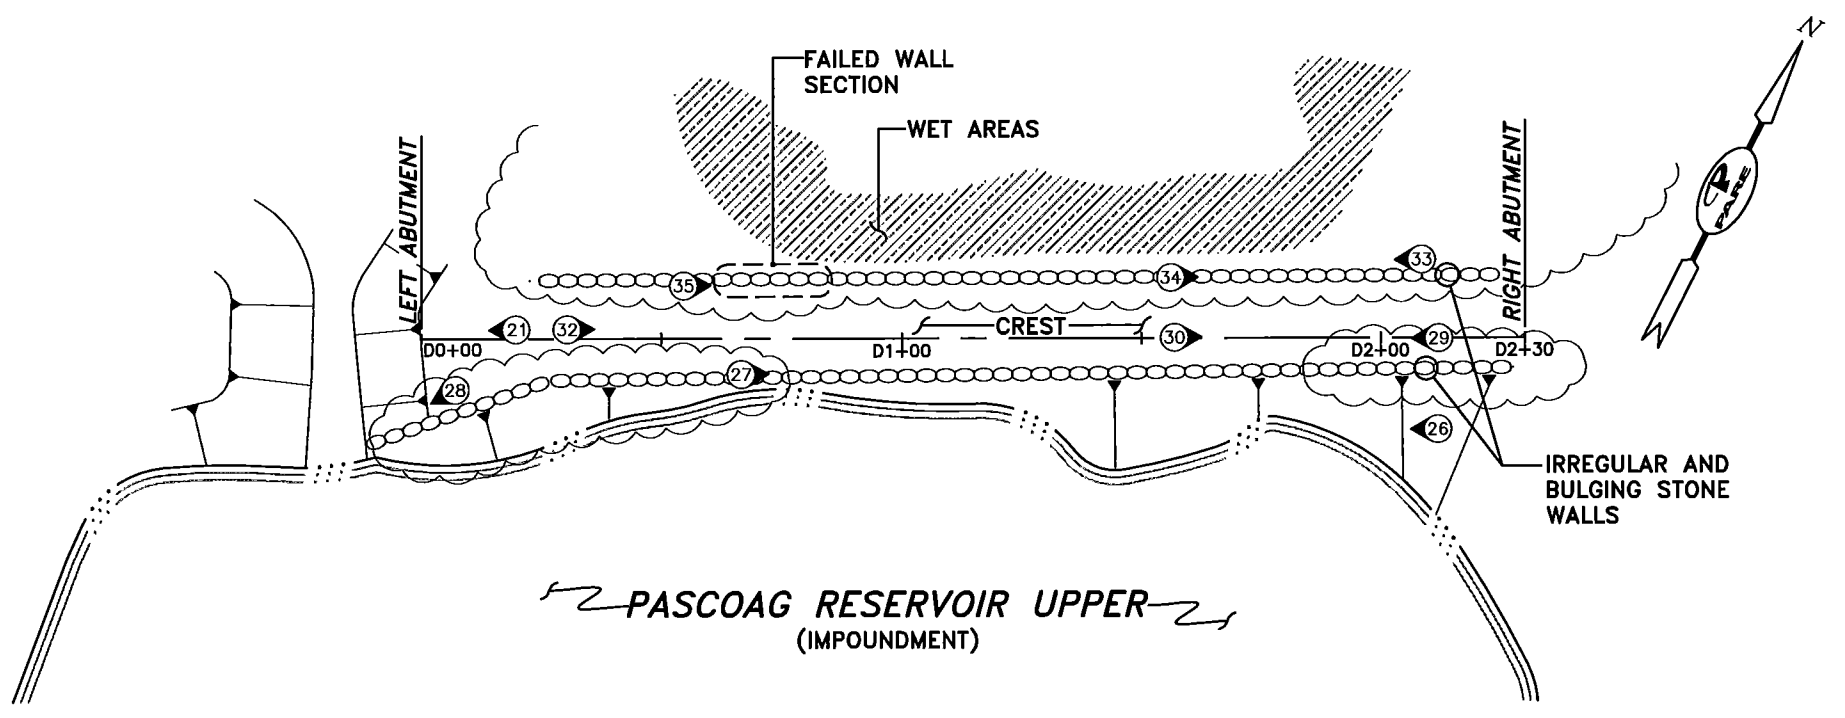 N
FAILED WALL
SECTION
WET AREAS
LEFT ABUTMENT
RIGHT ABUTMENT
PARE
33
34
35
21
32
CREST
30
29
D0+00
D1+00
D2+00
D2+30
27
28
26
IRREGULAR AND
BULGING STONE
WALLS
PASCOAG RESERVOIR UPPER
(IMPOUNDMENT)